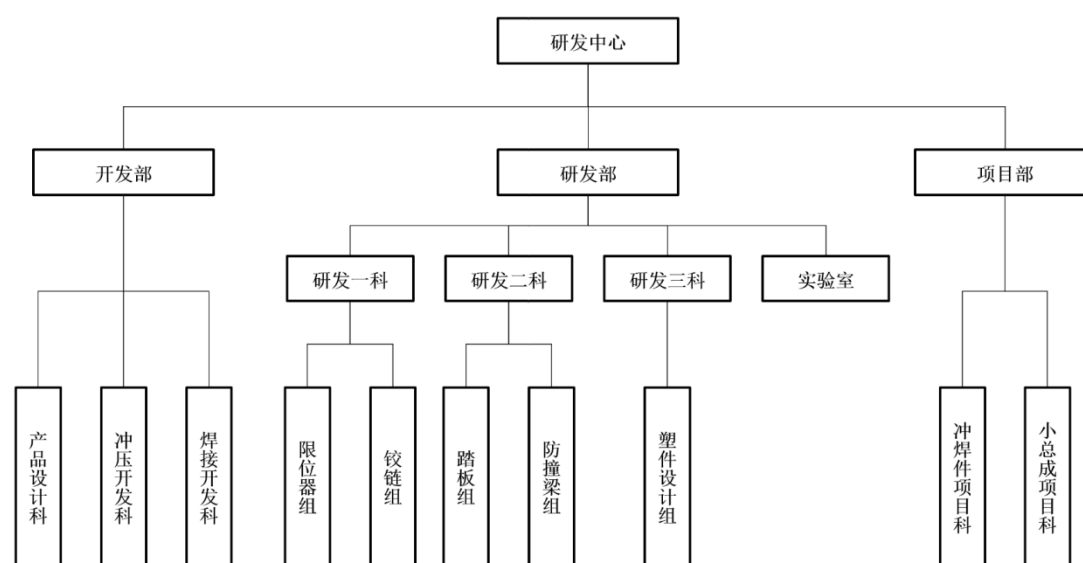 研发中心
开发部
研发部
项目部
研发一科
研发二科
研发三科
实验室
产品设计科
冲压开发科
焊接开发科
限位器组
铰链组
踏板组
防撞梁组
塑件设计组
冲焊件项目科
小总成项目科